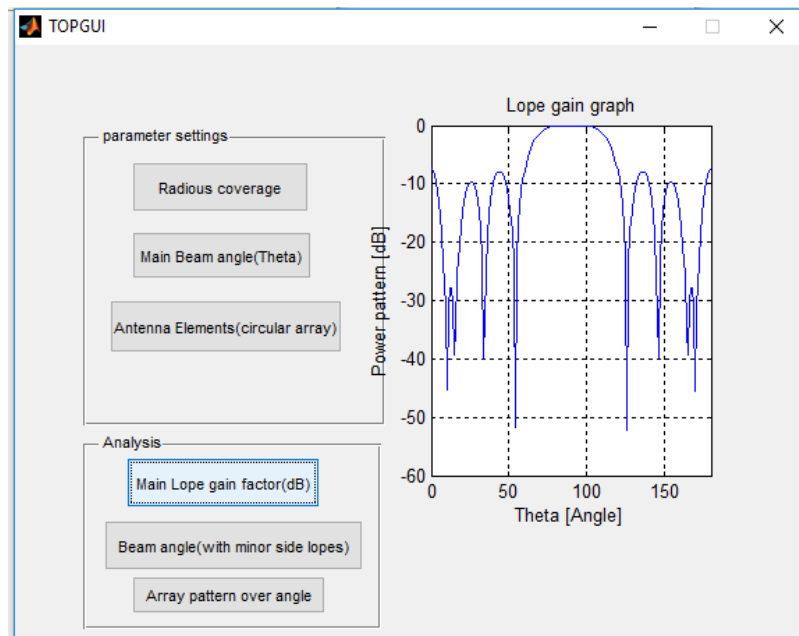 TOPGUI
parameter settings
Radious coverage
Main Beam angle(Theta)
Antenna Elements(circular array)
Analysis
Main Lope gain factor(dB)
Beam angle(with minor side lopes)
Array pattern over angle
Lope gain graph
Power pattern [dB]
0
-10
-20
-30
-40
-50
-60
0 50 100 150
Theta [Angle]